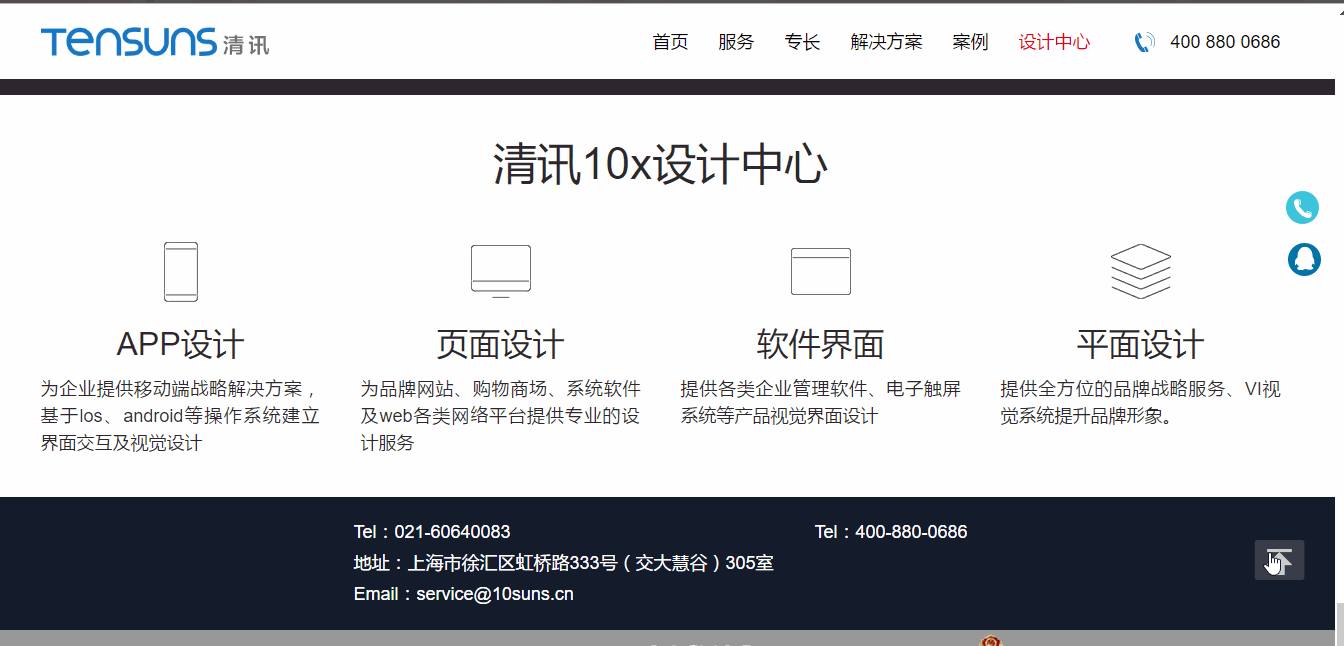 TENSUNS清讯
首页 服务 专长 解决方案 案例 设计中心 400 880 0686
清讯10x设计中心
APP设计
为企业提供移动端战略解决方案，
基于Ios、android等操作系统建立
界面交互及视觉设计
页面设计
为品牌网站、购物商场、系统软件
及web各类网络平台提供专业的设
计服务
软件界面
提供各类企业管理软件、电子触屏
系统等产品视觉界面设计
平面设计
提供全方位的品牌战略服务、VI视
觉系统提升品牌形象。
Tel：021-60640083
Tel：400-880-0686
地址：上海市徐汇区虹桥路333号（交大慧谷）305室
Email：service@10suns.cn